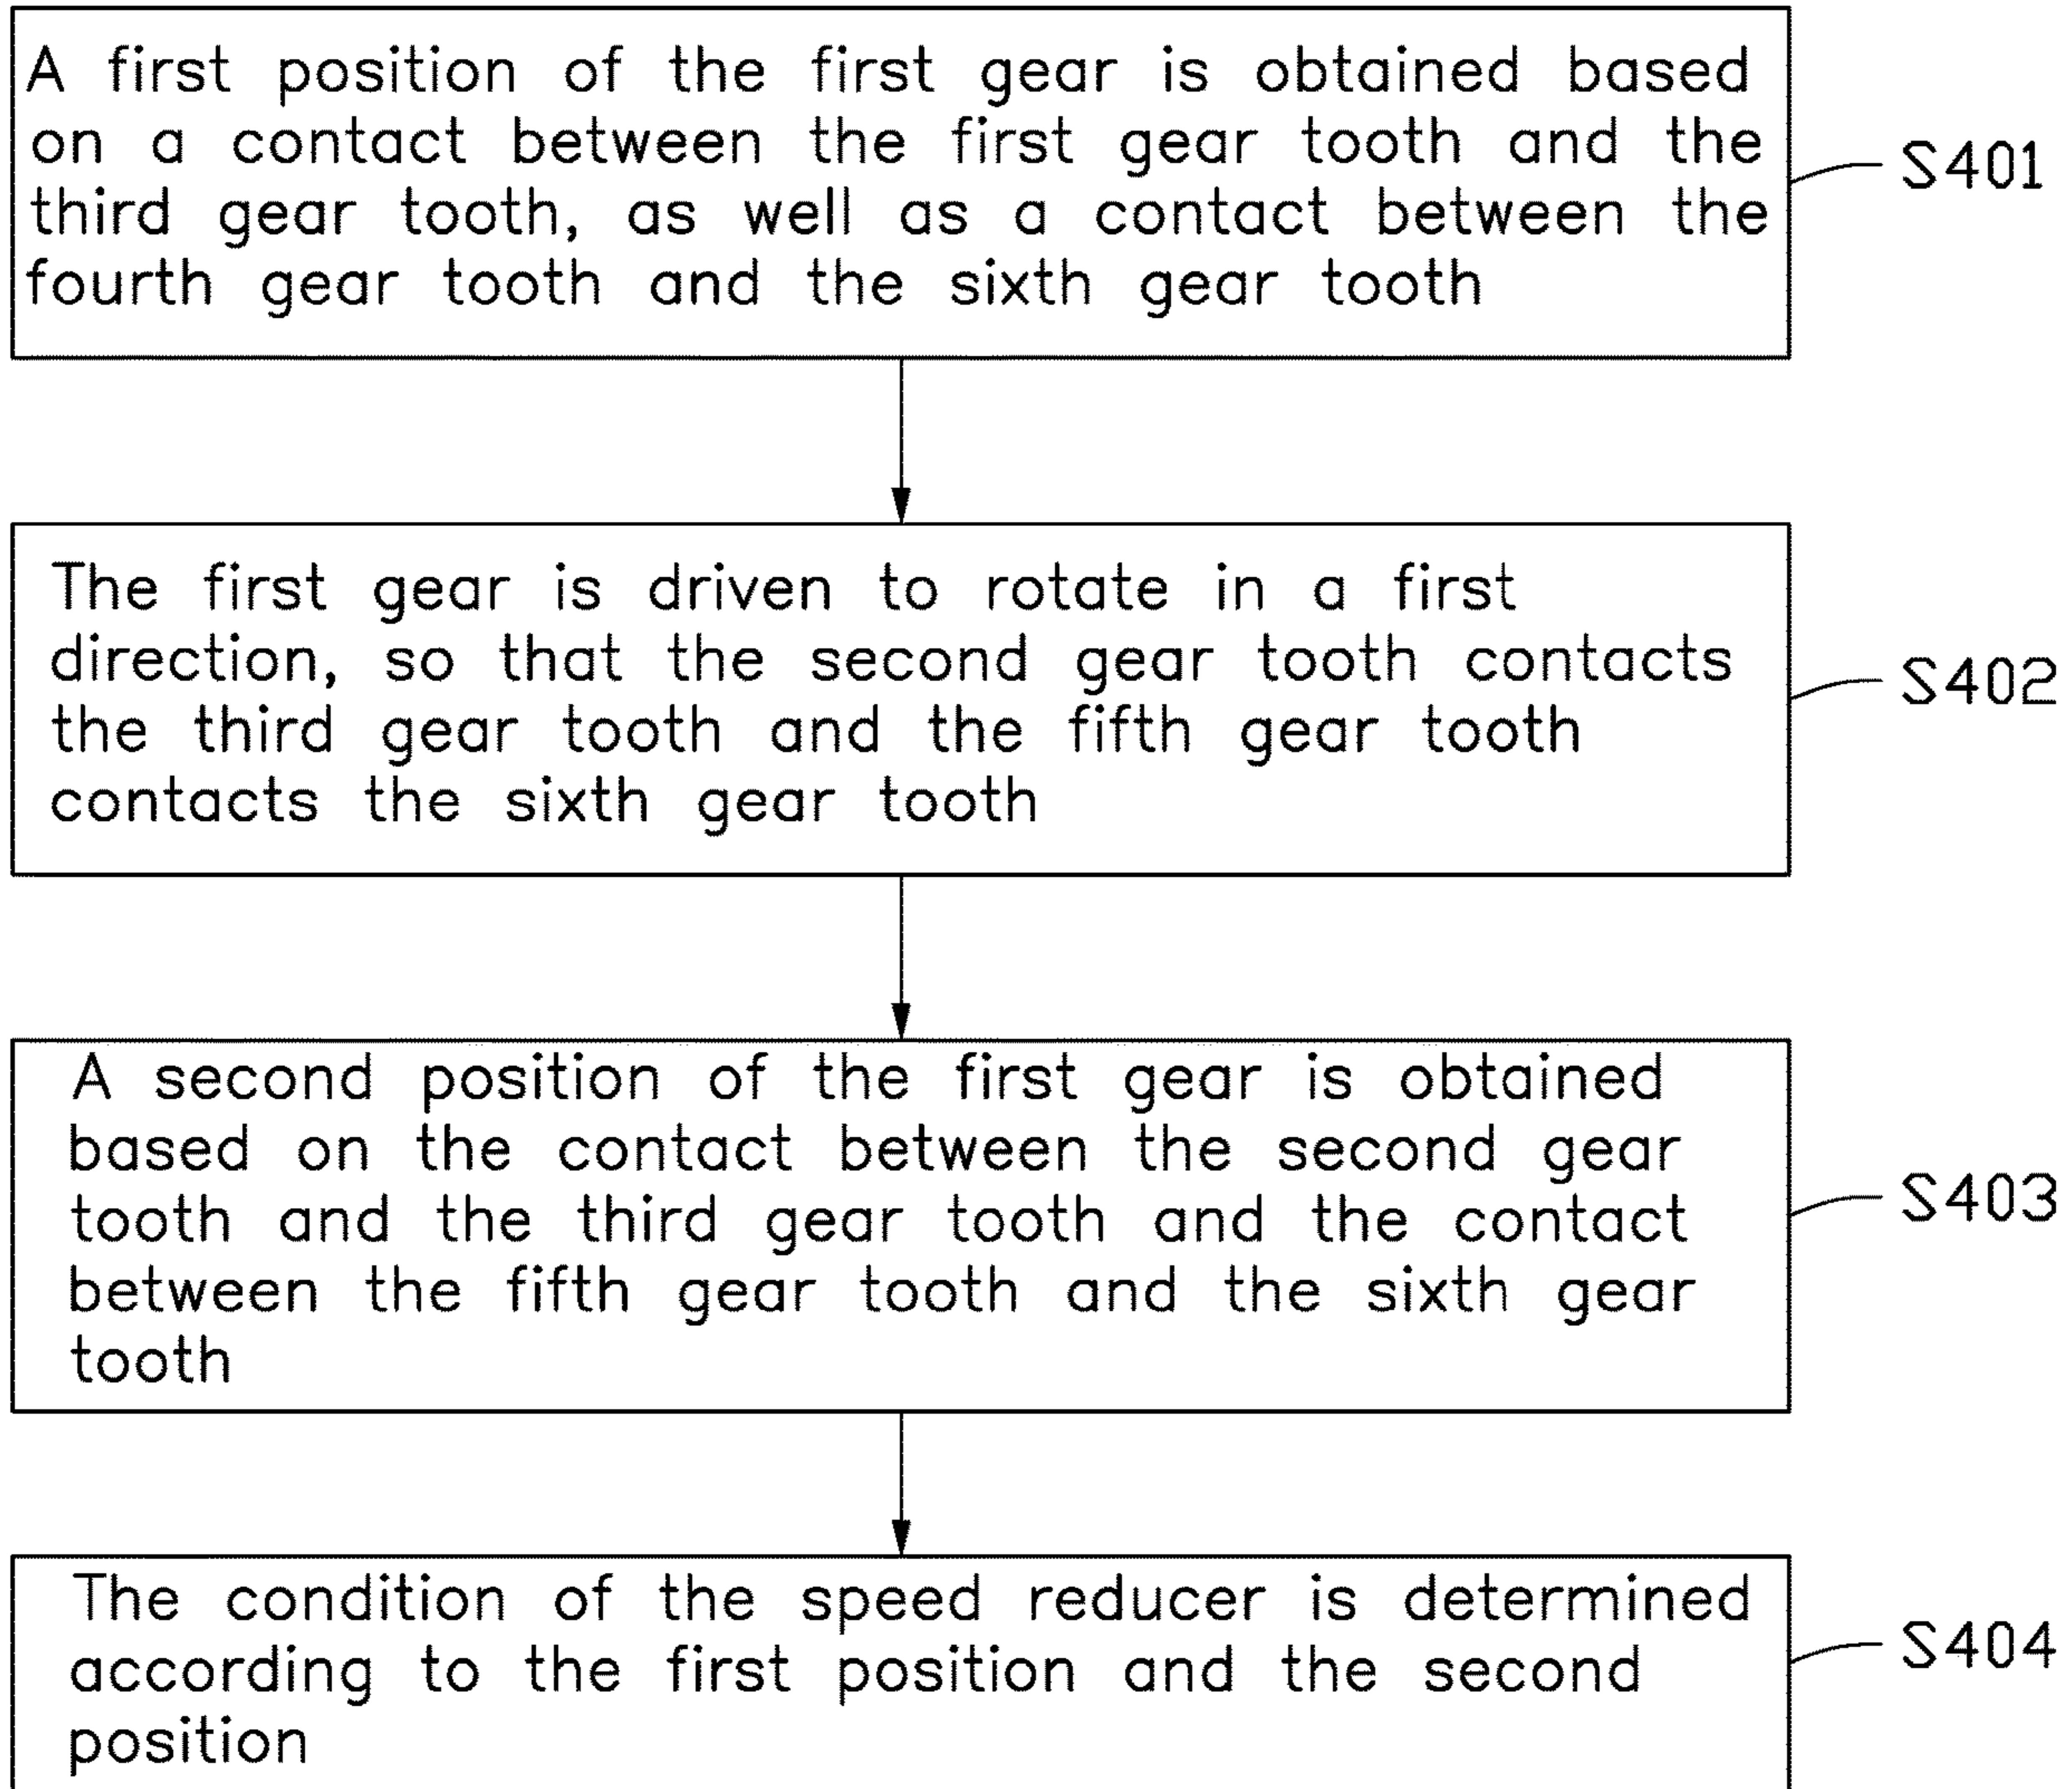 A first position of the first gear is obtained based
on a contact between the first gear tooth and the
third gear tooth, as well as a contact between the
fourth gear tooth and the sixth gear tooth
S401
The first gear is driven to rotate in a first
direction, so that the second gear tooth contacts
the third gear tooth and the fifth gear tooth
contacts the sixth gear tooth
S402
A second position of the first gear is obtained
based on the contact between the second gear
tooth and the third gear tooth and the contact
between the fifth gear tooth and the sixth gear
tooth
S403
The condition of the speed reducer is determined
according to the first position and the second
position
S404